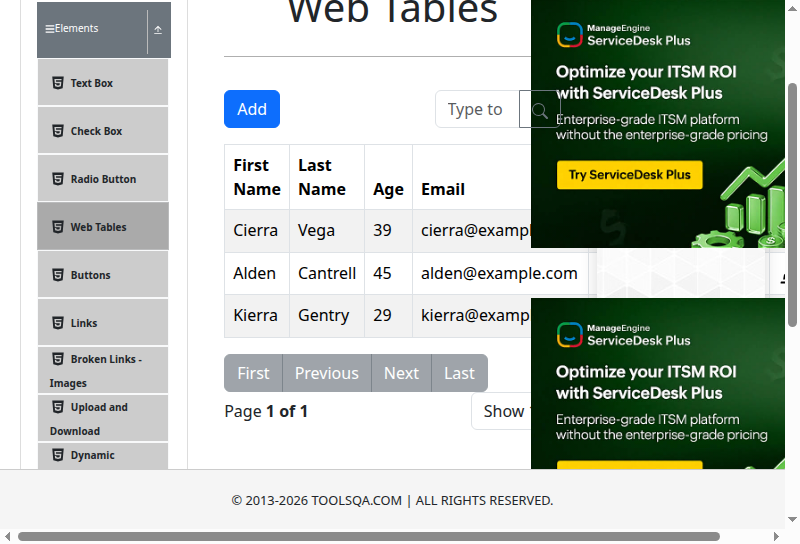 Web Tables
Elements
Text Box
Check Box
Radio Button
Web Tables
Buttons
Links
Broken Links -
Images
Upload and
Download
Dynamic
Add
Type to
First Name
Last Name
Age
Email
Cierra
Vega
39
cierra@exampl
Alden
Cantrell
45
alden@example.com
Kierra
Gentry
29
kierra@examp
First
Previous
Next
Last
Page 1 of 1
Show
ManageEngine
ServiceDesk Plus
Optimize your ITSM ROI
with ServiceDesk Plus
Enterprise-grade ITSM platform
without the enterprise-grade pricing
Try ServiceDesk Plus
ManageEngine
ServiceDesk Plus
Optimize your ITSM ROI
with ServiceDesk Plus
Enterprise-grade ITSM platform
without the enterprise-grade pricing
© 2013-2026 TOOLSQA.COM | ALL RIGHTS RESERVED.